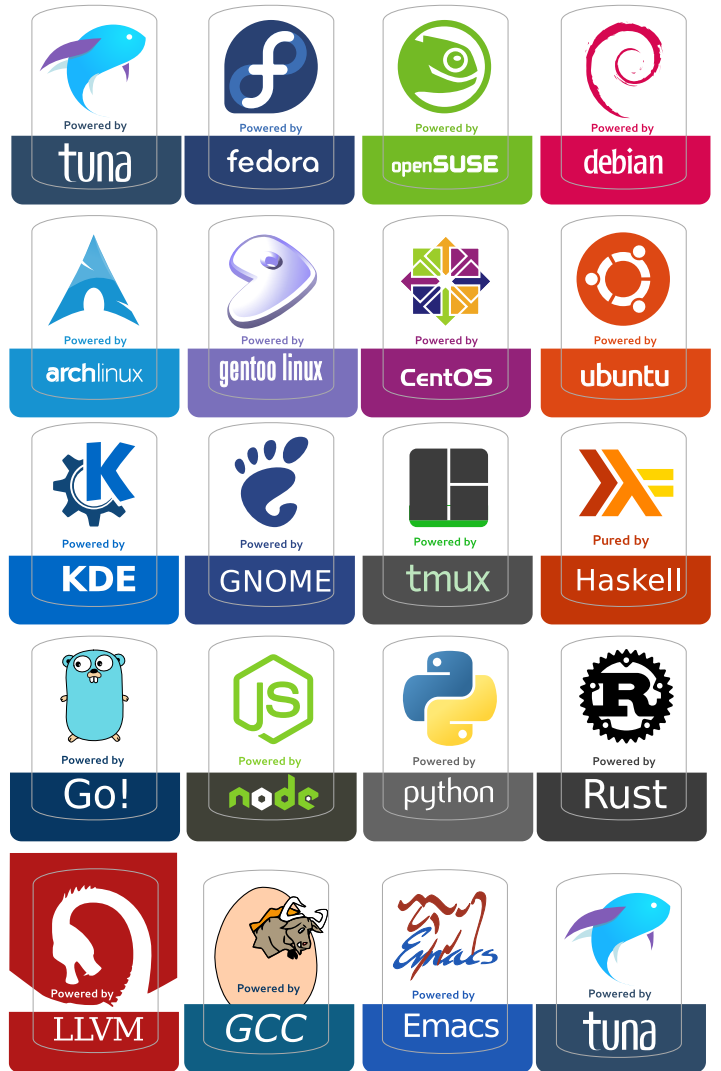 Powered by
tuna
Powered by
fedora
Powered by
openSUSE
Powered by
debian
Powered by
archlinux
Powered by
gentoo linux
Powered by
CentOS
Powered by
ubuntu
K
Powered by
KDE
Powered by
GNOME
Powered by
tmux
Pured by
Haskell
Powered by
Go!
JS
Powered by
node
Powered by
python
R
Powered by
Rust
Powered by
LLVM
Powered by
GCC
Emacs
Powered by
Emacs
Powered by
tuna